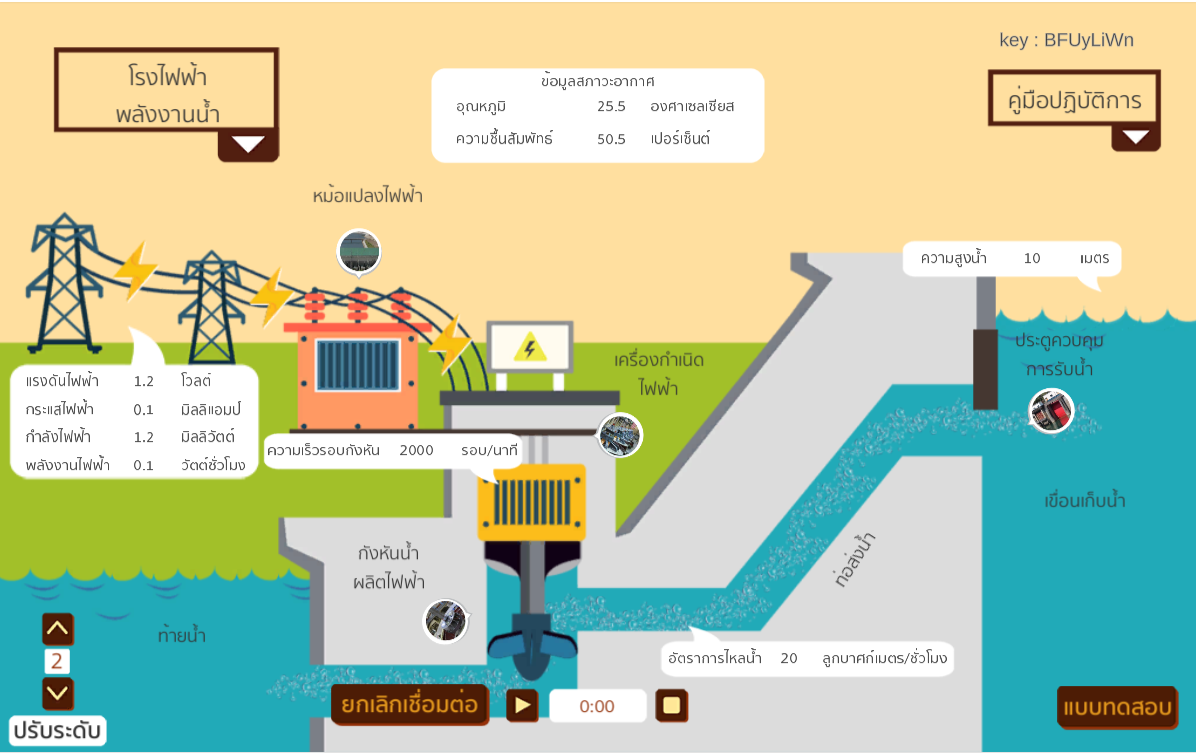 key : BFUyLiWn
โรงไฟฟ้า
พลังงานน้ำ
ข้อมูลสภาวะอากาศ
อุณหภูมิ 25.5 องศาเซลเซียส
ความชื้นสัมพัทธ์ 50.5 เปอร์เซ็นต์
คู่มือปฏิบัติการ
หม้อแปลงไฟฟ้า
ความสูงน้ำ 10 เมตร
ประตูควบคุม
การรับน้ำ
เครื่องกำเนิด
ไฟฟ้า
แรงดันไฟฟ้า 1.2 โวลต์
กระแสไฟฟ้า 0.1 มิลลิแอมป์
กำลังไฟฟ้า 1.2 มิลลิวัตต์
พลังงานไฟฟ้า 0.1 วัตต์ชั่วโมง
ความเร็วรอบกังหัน 2000 รอบ/นาที
เขื่อนเก็บน้ำ
กังหันน้ำ
ผลิตไฟฟ้า
ท่อส่งน้ำ
ท้ายน้ำ
อัตราการไหลน้ำ 20 ลูกบาศก์เมตร/ชั่วโมง
2
ปรับระดับ
ยกเลิกเชื่อมต่อ
0:00
แบบทดสอบ